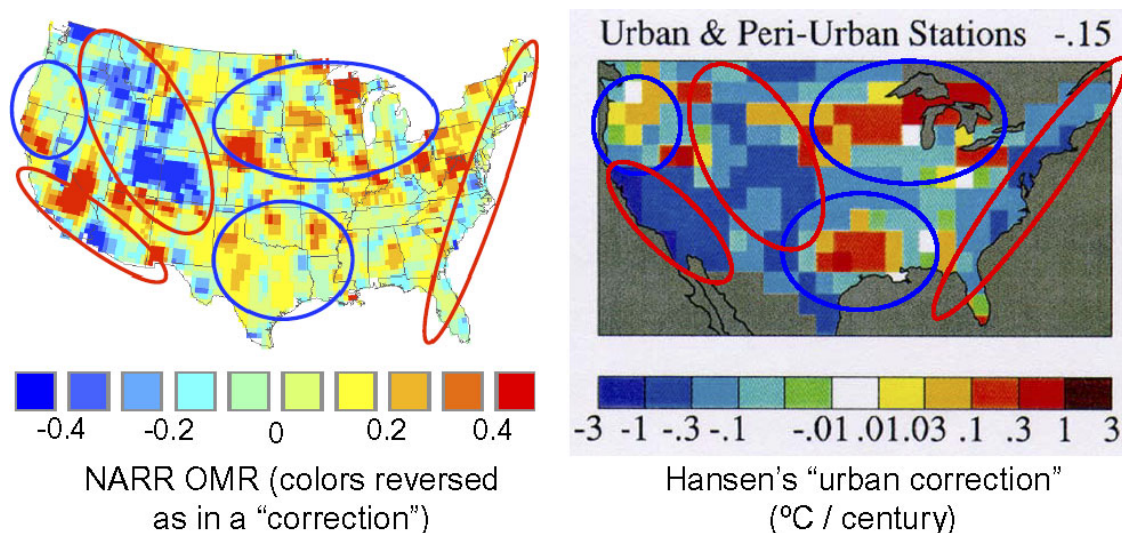 Urban & Peri-Urban Stations -.15
-0.4 -0.2 0 0.2 0.4
-3 -1 -.3 -.1 -.01 .01 .03 .1 .3 1 3
NARR OMR (colors reversed
as in a “correction”)
Hansen’s “urban correction”
(ºC / century)